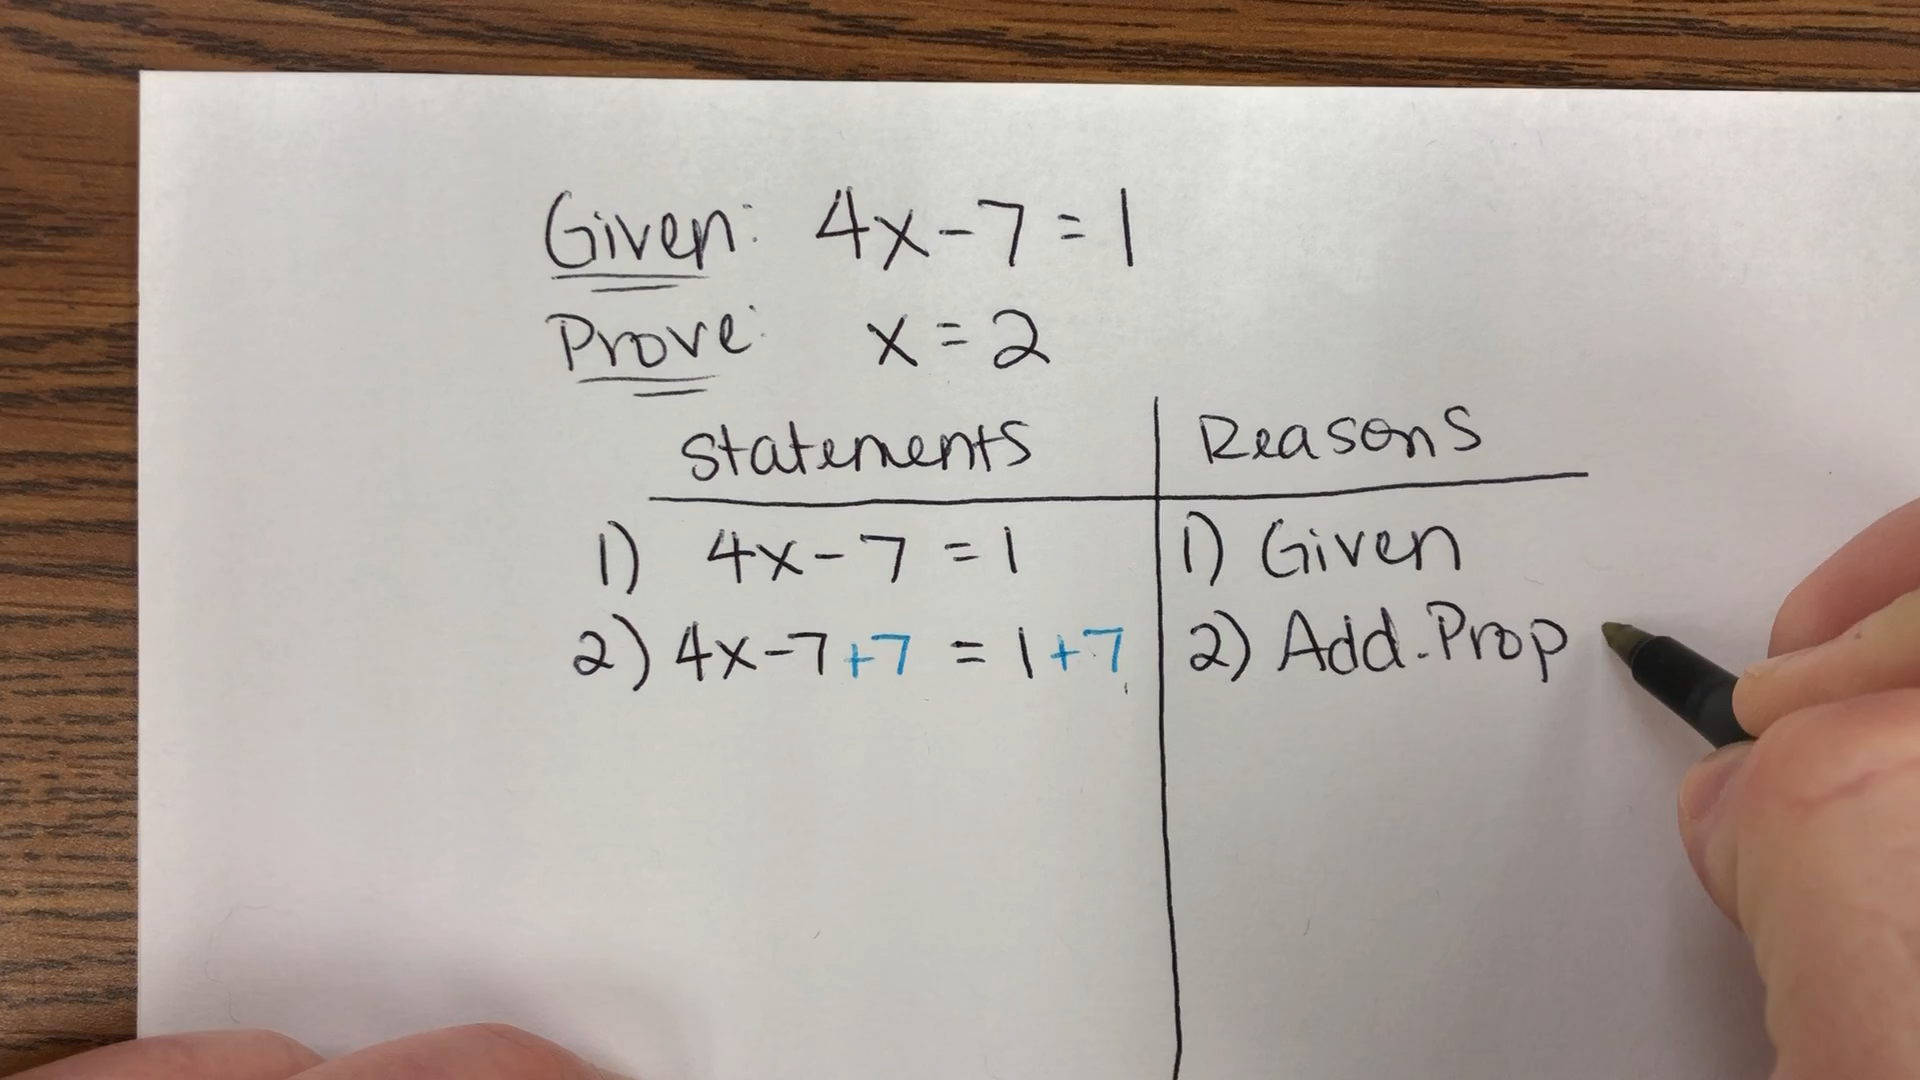 Given: 4x-7=1
Prove: x=2
Statements Reasons
1) 4x-7=1 1) Given
2) 4x-7+7 = 1+7 2) Add. Prop